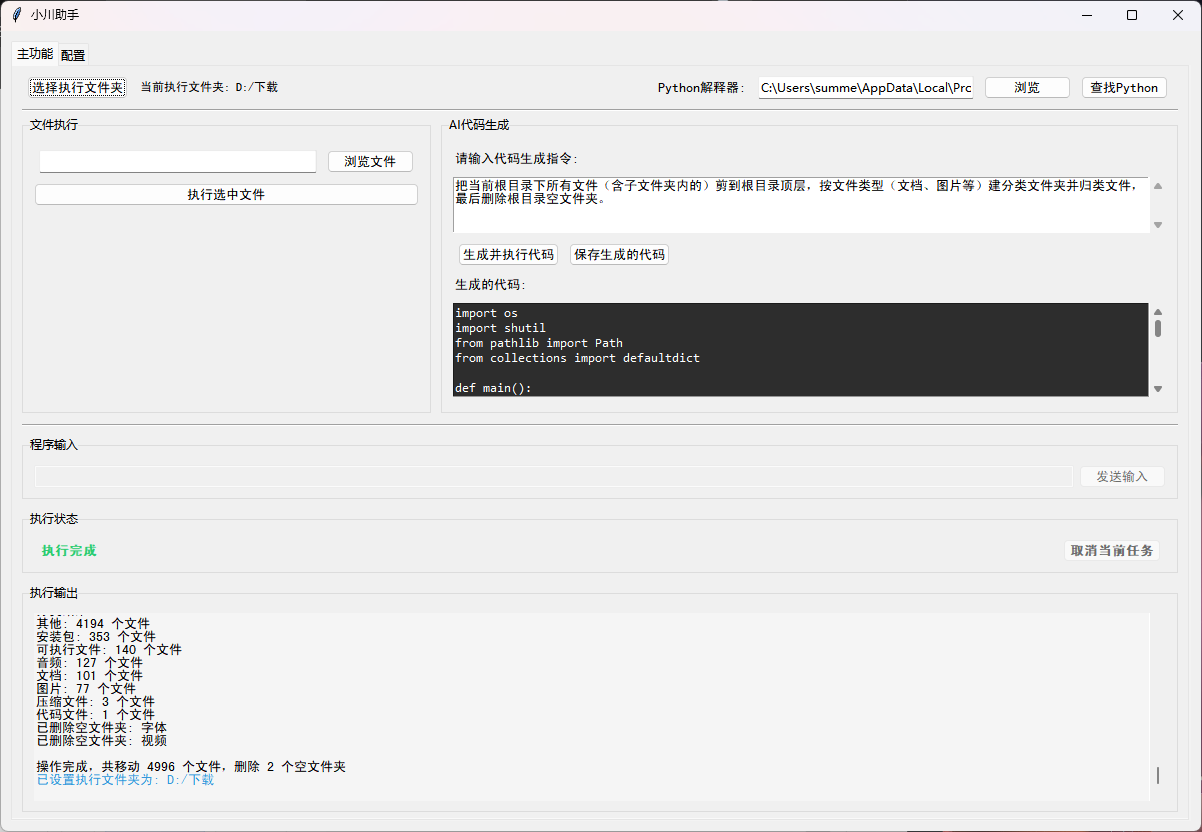 小川助手
主功能 配置
选择执行文件夹 当前执行文件夹: D:/下载 Python解释器: C:\Users\summe\AppData\Local\Prc 浏览 查找Python
文件执行
浏览文件
执行选中文件
AI代码生成
请输入代码生成指令:
把当前根目录下所有文件（含子文件夹内的）剪到根目录顶层，按文件类型（文档、图片等）建分类文件夹并归类文件，
最后删除根目录空文件夹。
生成并执行代码 保存生成的代码
生成的代码:
import os
import shutil
from pathlib import Path
from collections import defaultdict
def main():
程序输入
发送输入
执行状态
执行完成 取消当前任务
执行输出
其他: 4194 个文件
安装包: 353 个文件
可执行文件: 140 个文件
音频: 127 个文件
文档: 101 个文件
图片: 77 个文件
压缩文件: 3 个文件
代码文件: 1 个文件
已删除空文件夹: 字体
已删除空文件夹: 视频
操作完成，共移动 4996 个文件，删除 2 个空文件夹
已设置执行文件夹为: D:/下载